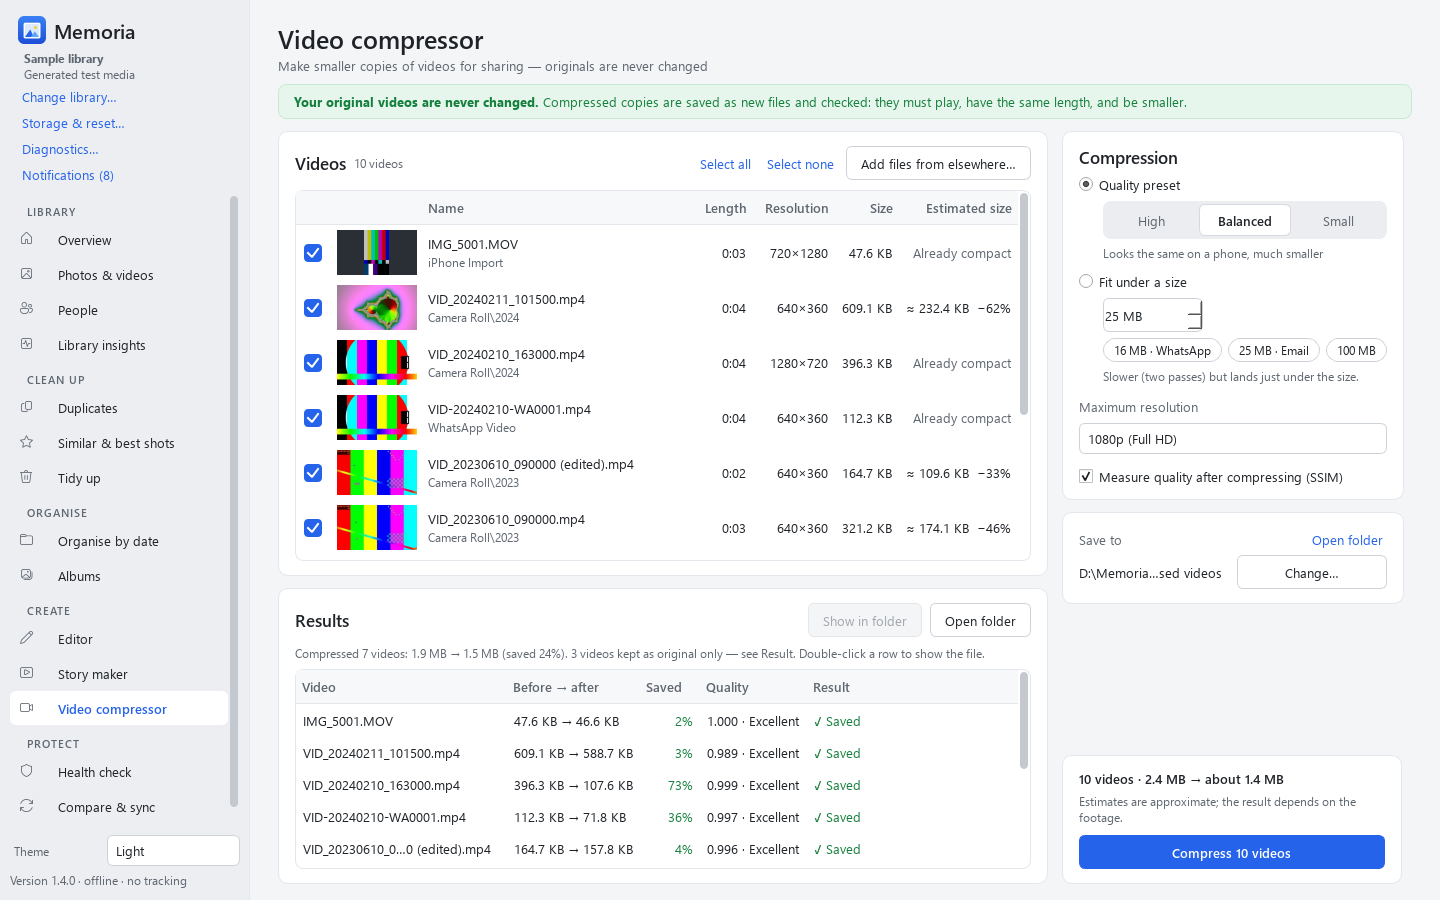 Memoria
Sample library
Generated test media
Change library...
Storage & reset...
Diagnostics...
Notifications (8)
LIBRARY
Overview
Photos & videos
People
Library insights
CLEAN UP
Duplicates
Similar & best shots
Tidy up
ORGANISE
Organise by date
Albums
CREATE
Editor
Story maker
Video compressor
PROTECT
Health check
Compare & sync
Theme
Light
Version 1.4.0 · offline · no tracking
Video compressor
Make smaller copies of videos for sharing — originals are never changed
Your original videos are never changed. Compressed copies are saved as new files and checked: they must play, have the same length, and be smaller.
Videos 10 videos Select all Select none Add files from elsewhere...
Name Length Resolution Size Estimated size
IMG_5001.MOV
iPhone Import
0:03 720×1280 47.6 KB Already compact
VID_20240211_101500.mp4
Camera Roll\2024
0:04 640×360 609.1 KB ≈ 232.4 KB −62%
VID_20240210_163000.mp4
Camera Roll\2024
0:04 1280×720 396.3 KB Already compact
VID-20240210-WA0001.mp4
WhatsApp Video
0:04 640×360 112.3 KB Already compact
VID_20230610_090000 (edited).mp4
Camera Roll\2023
0:02 640×360 164.7 KB ≈ 109.6 KB −33%
VID_20230610_090000.mp4
Camera Roll\2023
0:03 640×360 321.2 KB ≈ 174.1 KB −46%
Results Show in folder Open folder
Compressed 7 videos: 1.9 MB → 1.5 MB (saved 24%). 3 videos kept as original only — see Result. Double-click a row to show the file.
Video Before → after Saved Quality Result
IMG_5001.MOV 47.6 KB → 46.6 KB 2% 1.000 · Excellent ✓ Saved
VID_20240211_101500.mp4 609.1 KB → 588.7 KB 3% 0.989 · Excellent ✓ Saved
VID_20240210_163000.mp4 396.3 KB → 107.6 KB 73% 0.999 · Excellent ✓ Saved
VID-20240210-WA0001.mp4 112.3 KB → 71.8 KB 36% 0.997 · Excellent ✓ Saved
VID_20230610_0...0 (edited).mp4 164.7 KB → 157.8 KB 4% 0.996 · Excellent ✓ Saved
Compression
Quality preset
High Balanced Small
Looks the same on a phone, much smaller
Fit under a size
25 MB
16 MB · WhatsApp 25 MB · Email 100 MB
Slower (two passes) but lands just under the size.
Maximum resolution
1080p (Full HD)
Measure quality after compressing (SSIM)
Save to Open folder
D:\Memoria...sed videos Change...
10 videos · 2.4 MB → about 1.4 MB
Estimates are approximate; the result depends on the
footage.
Compress 10 videos